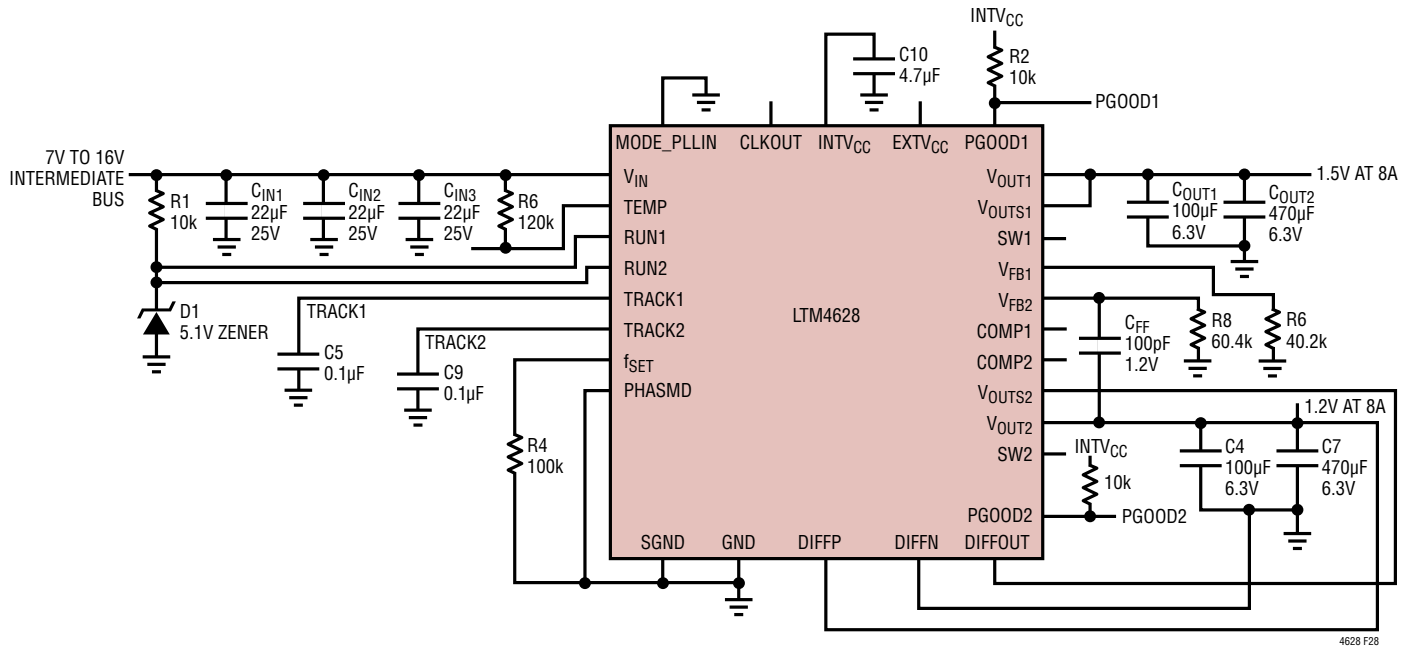 INTVCC
C10
4.7µF
R2
10k
PGOOD1
MODE_PLLIN
CLKOUT
INTVCC
EXTVCC
PGOOD1
7V TO 16V
INTERMEDIATE
BUS
R1
10k
CIN1
22µF
25V
CIN2
22µF
25V
CIN3
22µF
25V
R6
120k
VIN
TEMP
RUN1
RUN2
TRACK1
TRACK2
fSET
PHASMD
LTM4628
VOUT1
VOUTS1
SW1
VFB1
VFB2
COMP1
COMP2
VOUTS2
VOUT2
SW2
PGOOD2
1.5V AT 8A
COUT1
100µF
6.3V
COUT2
470µF
6.3V
D1
5.1V ZENER
TRACK1
C5
0.1µF
TRACK2
C9
0.1µF
R4
100k
CFF
100pF
1.2V
R8
60.4k
R6
40.2k
1.2V AT 8A
INTVCC
10k
PGOOD2
C4
100µF
6.3V
C7
470µF
6.3V
SGND
GND
DIFFP
DIFFN
DIFFOUT
4628 F28